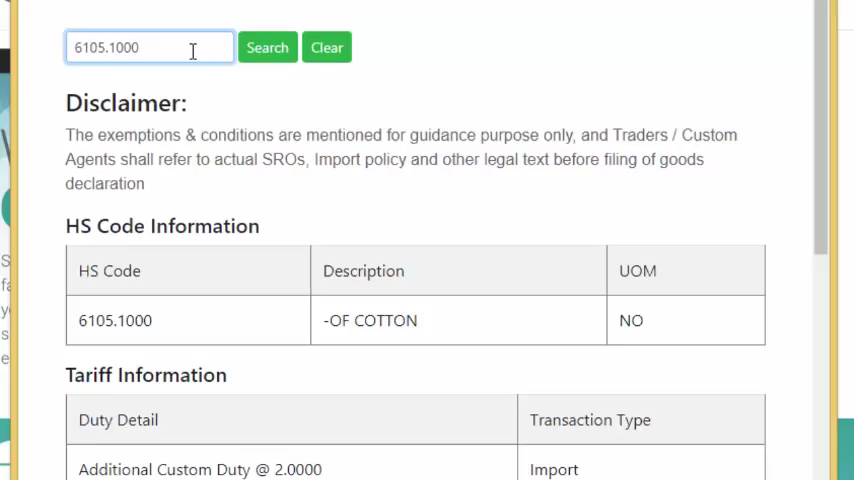 6105.1000
Search
Clear
Disclaimer:
The exemptions & conditions are mentioned for guidance purpose only, and Traders / Custom
Agents shall refer to actual SROs, Import policy and other legal text before filing of goods
declaration
HS Code Information
HS Code Description UOM
6105.1000 -OF COTTON NO
Tariff Information
Duty Detail Transaction Type
Additional Custom Duty @ 2.0000 Import